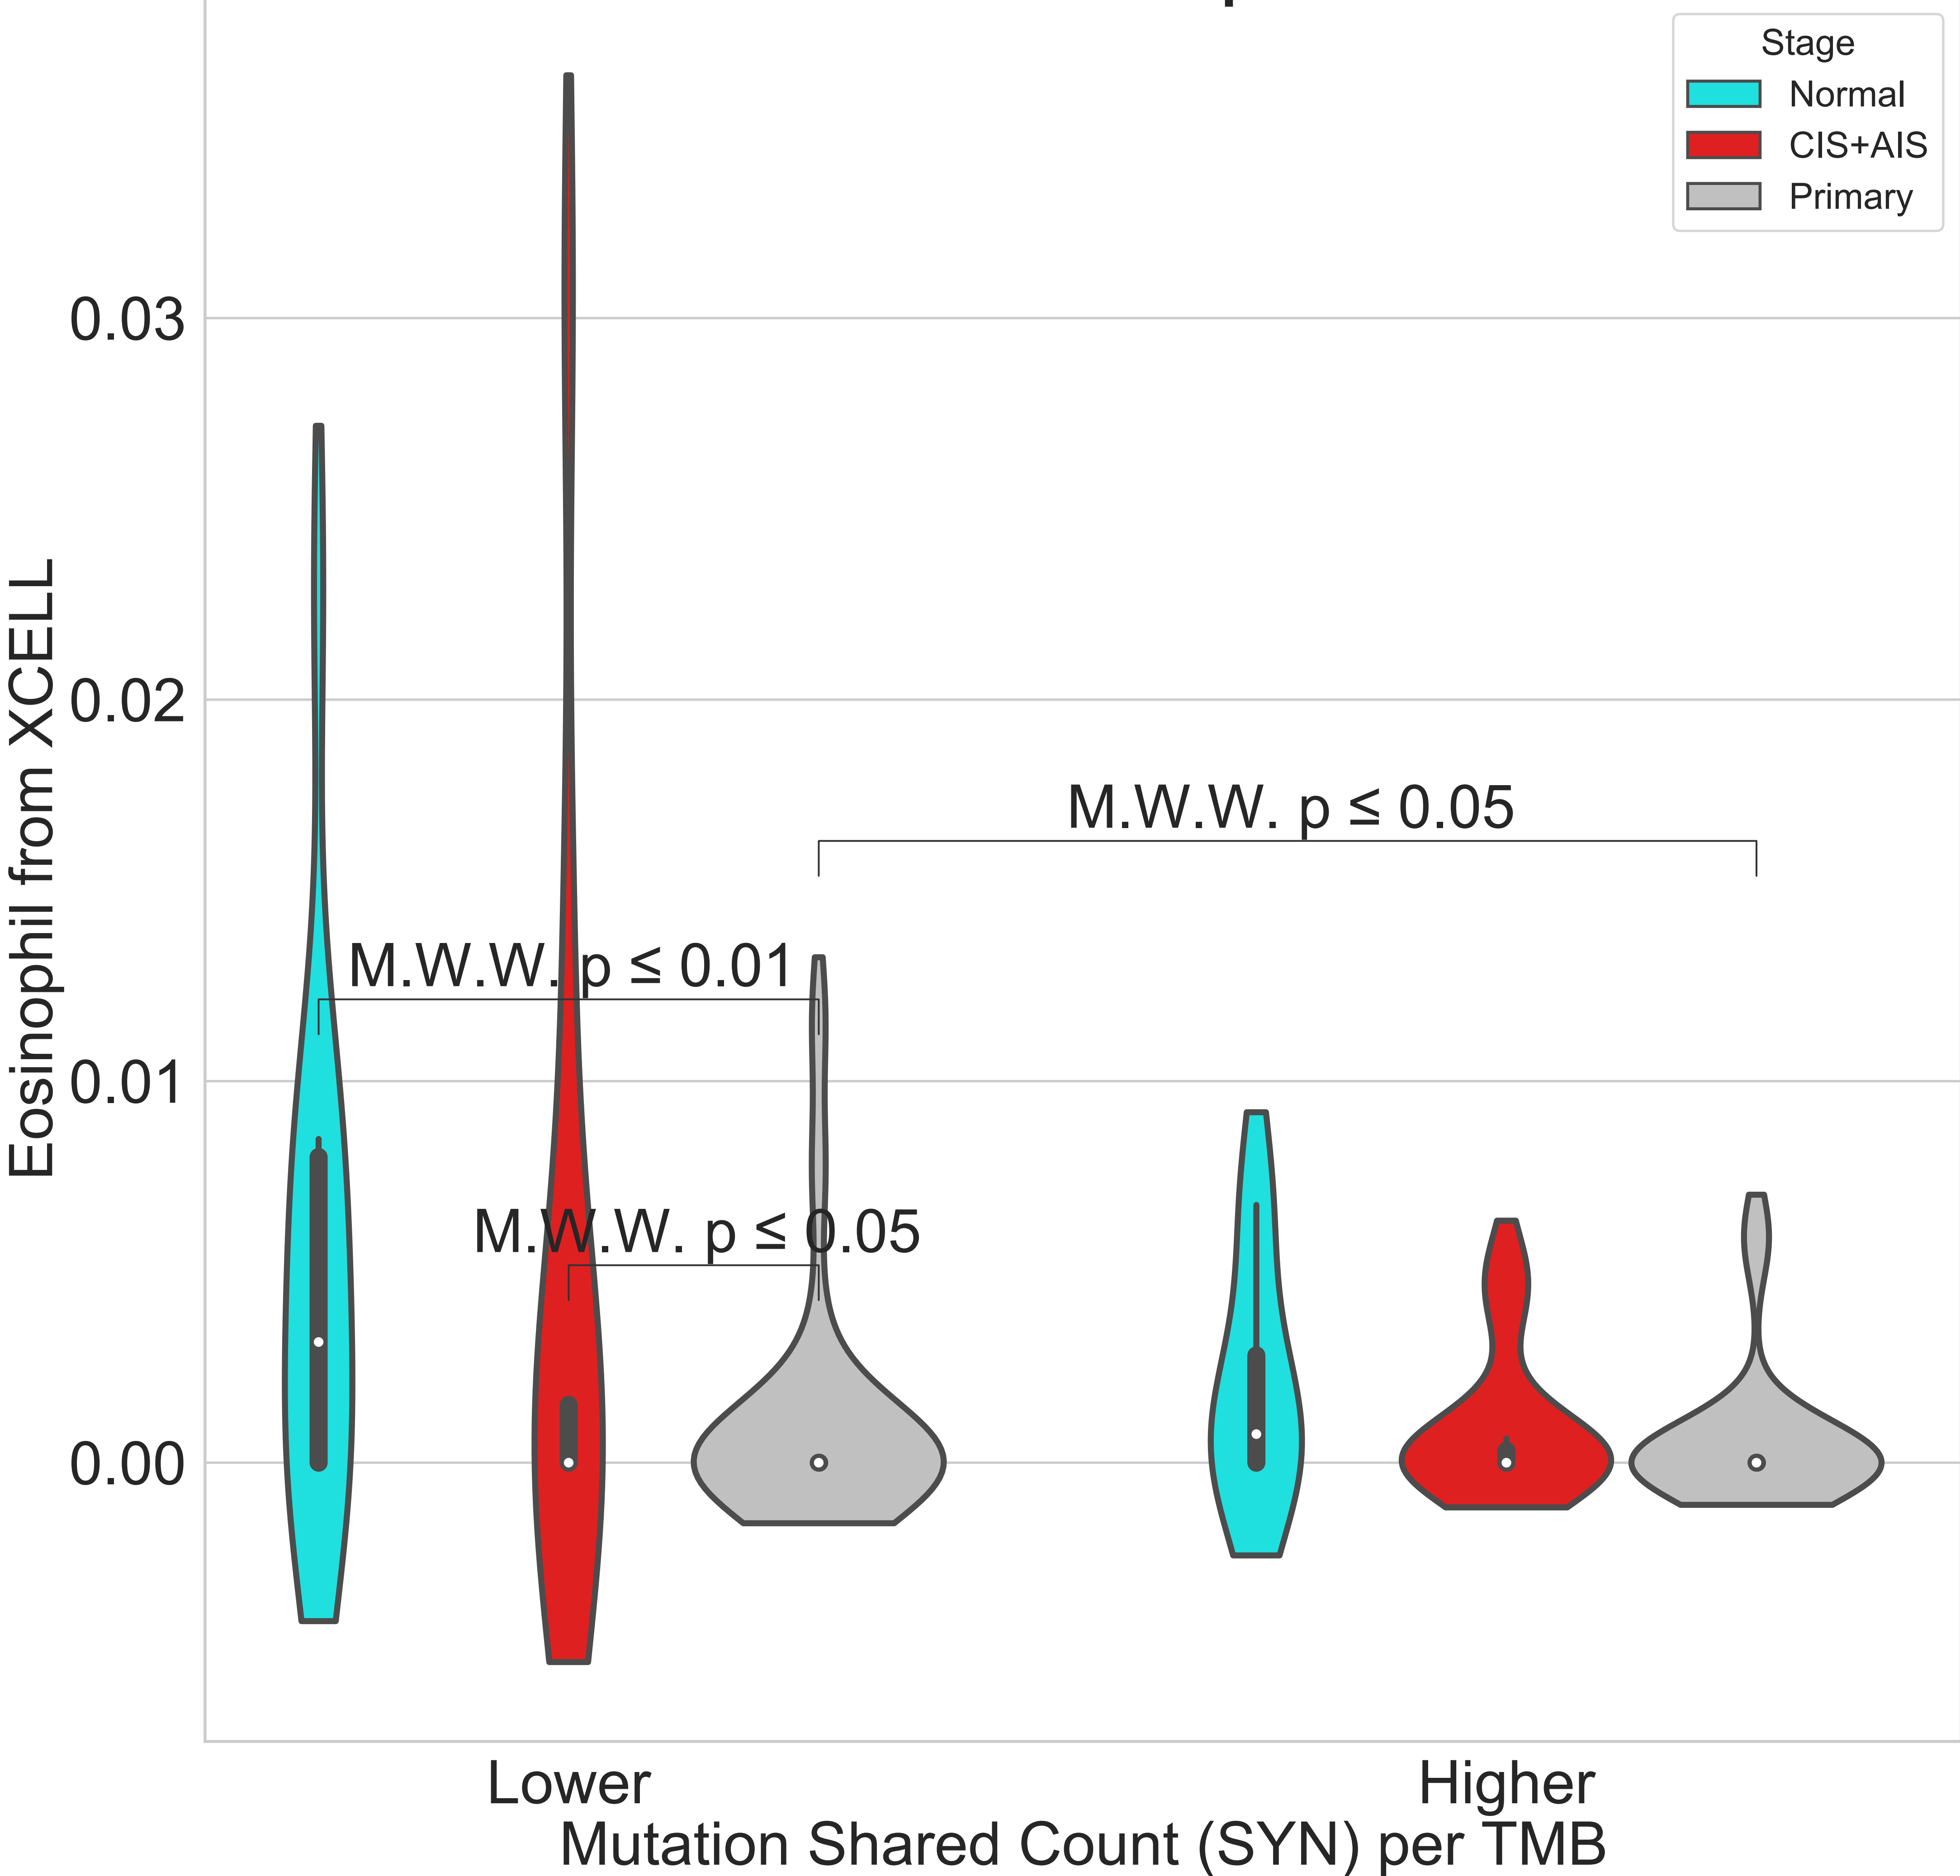 Stage
Normal
CIS+AIS
Primary
0.03
0.02
0.01
0.00
Eosinophil from XCELL
M.W.W. p ≤ 0.05
M.W.W. p ≤ 0.01
M.W.W. p ≤ 0.05
Lower
Higher
Mutation Shared Count (SYN) per TMB